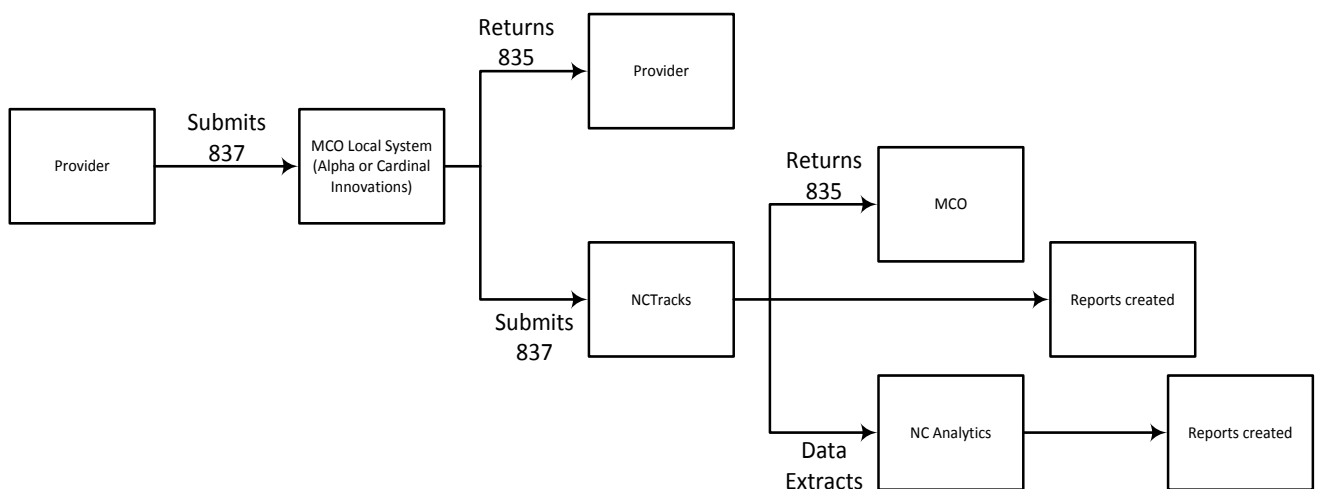 Provider
Submits
837
MCO Local System
(Alpha or Cardinal
Innovations)
Returns
835
Provider
Submits
837
NCTracks
Returns
835
MCO
Reports created
Data
Extracts
NC Analytics
Reports created